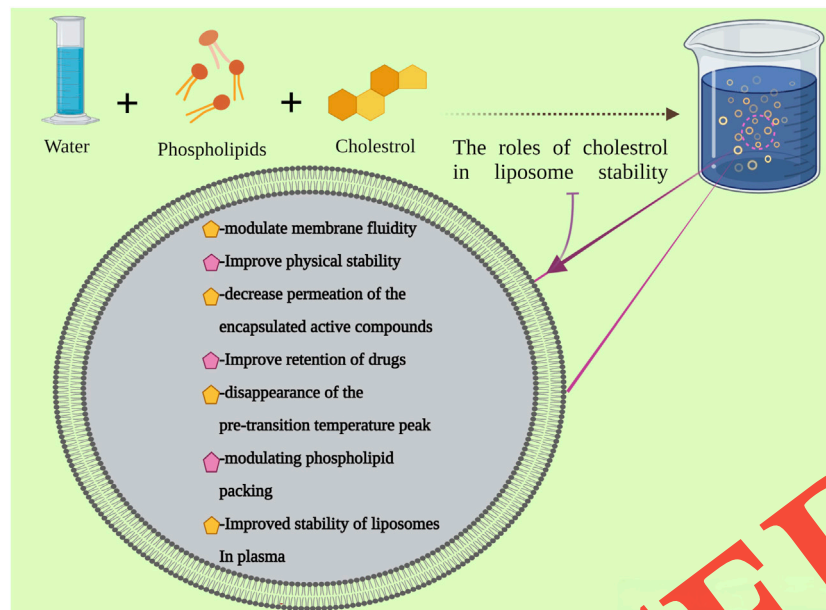 Water
Phospholipids
Cholestrol
+
+
The roles of cholestrol
in liposome stability
-modulate membrane fluidity
-Improve physical stability
-decrease permeation of the
encapsulated active compounds
-Improve retention of drugs
-disappearance of the
pre-transition temperature peak
-modulating phospholipid
packing
-Improved stability of liposomes
In plasma